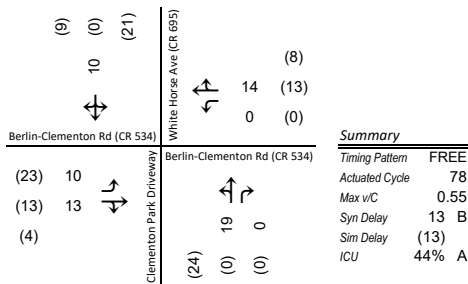 (9) (0) (21)
10
White Horse Ave (CR 695)
(8)
14 (13)
0 (0)
Berlin-Clementon Rd (CR 534)
Berlin-Clementon Rd (CR 534)
(23) 10
(13) 13
(4)
Clementon Park Driveway
19 0
(24) (0) (0)
Summary
Timing Pattern FREE
Actuated Cycle 78
Max v/C 0.55
Syn Delay 13 B
Sim Delay (13)
ICU 44% A